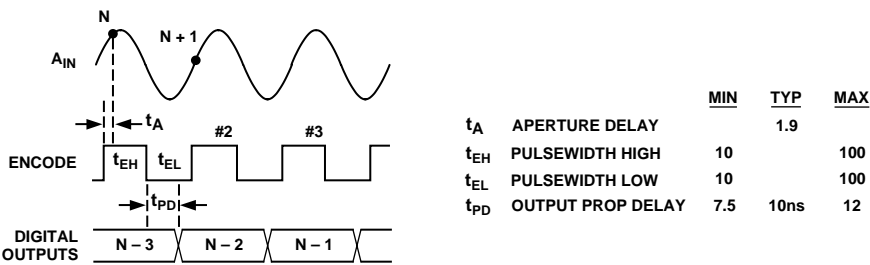 N
N + 1
A_IN
t_A
#2
#3
ENCODE
t_EH
t_EL
t_PD
DIGITAL
OUTPUTS
N – 3
N – 2
N – 1
MIN TYP MAX
t_A APERTURE DELAY 1.9
t_EH PULSEWIDTH HIGH 10 100
t_EL PULSEWIDTH LOW 10 100
t_PD OUTPUT PROP DELAY 7.5 10ns 12